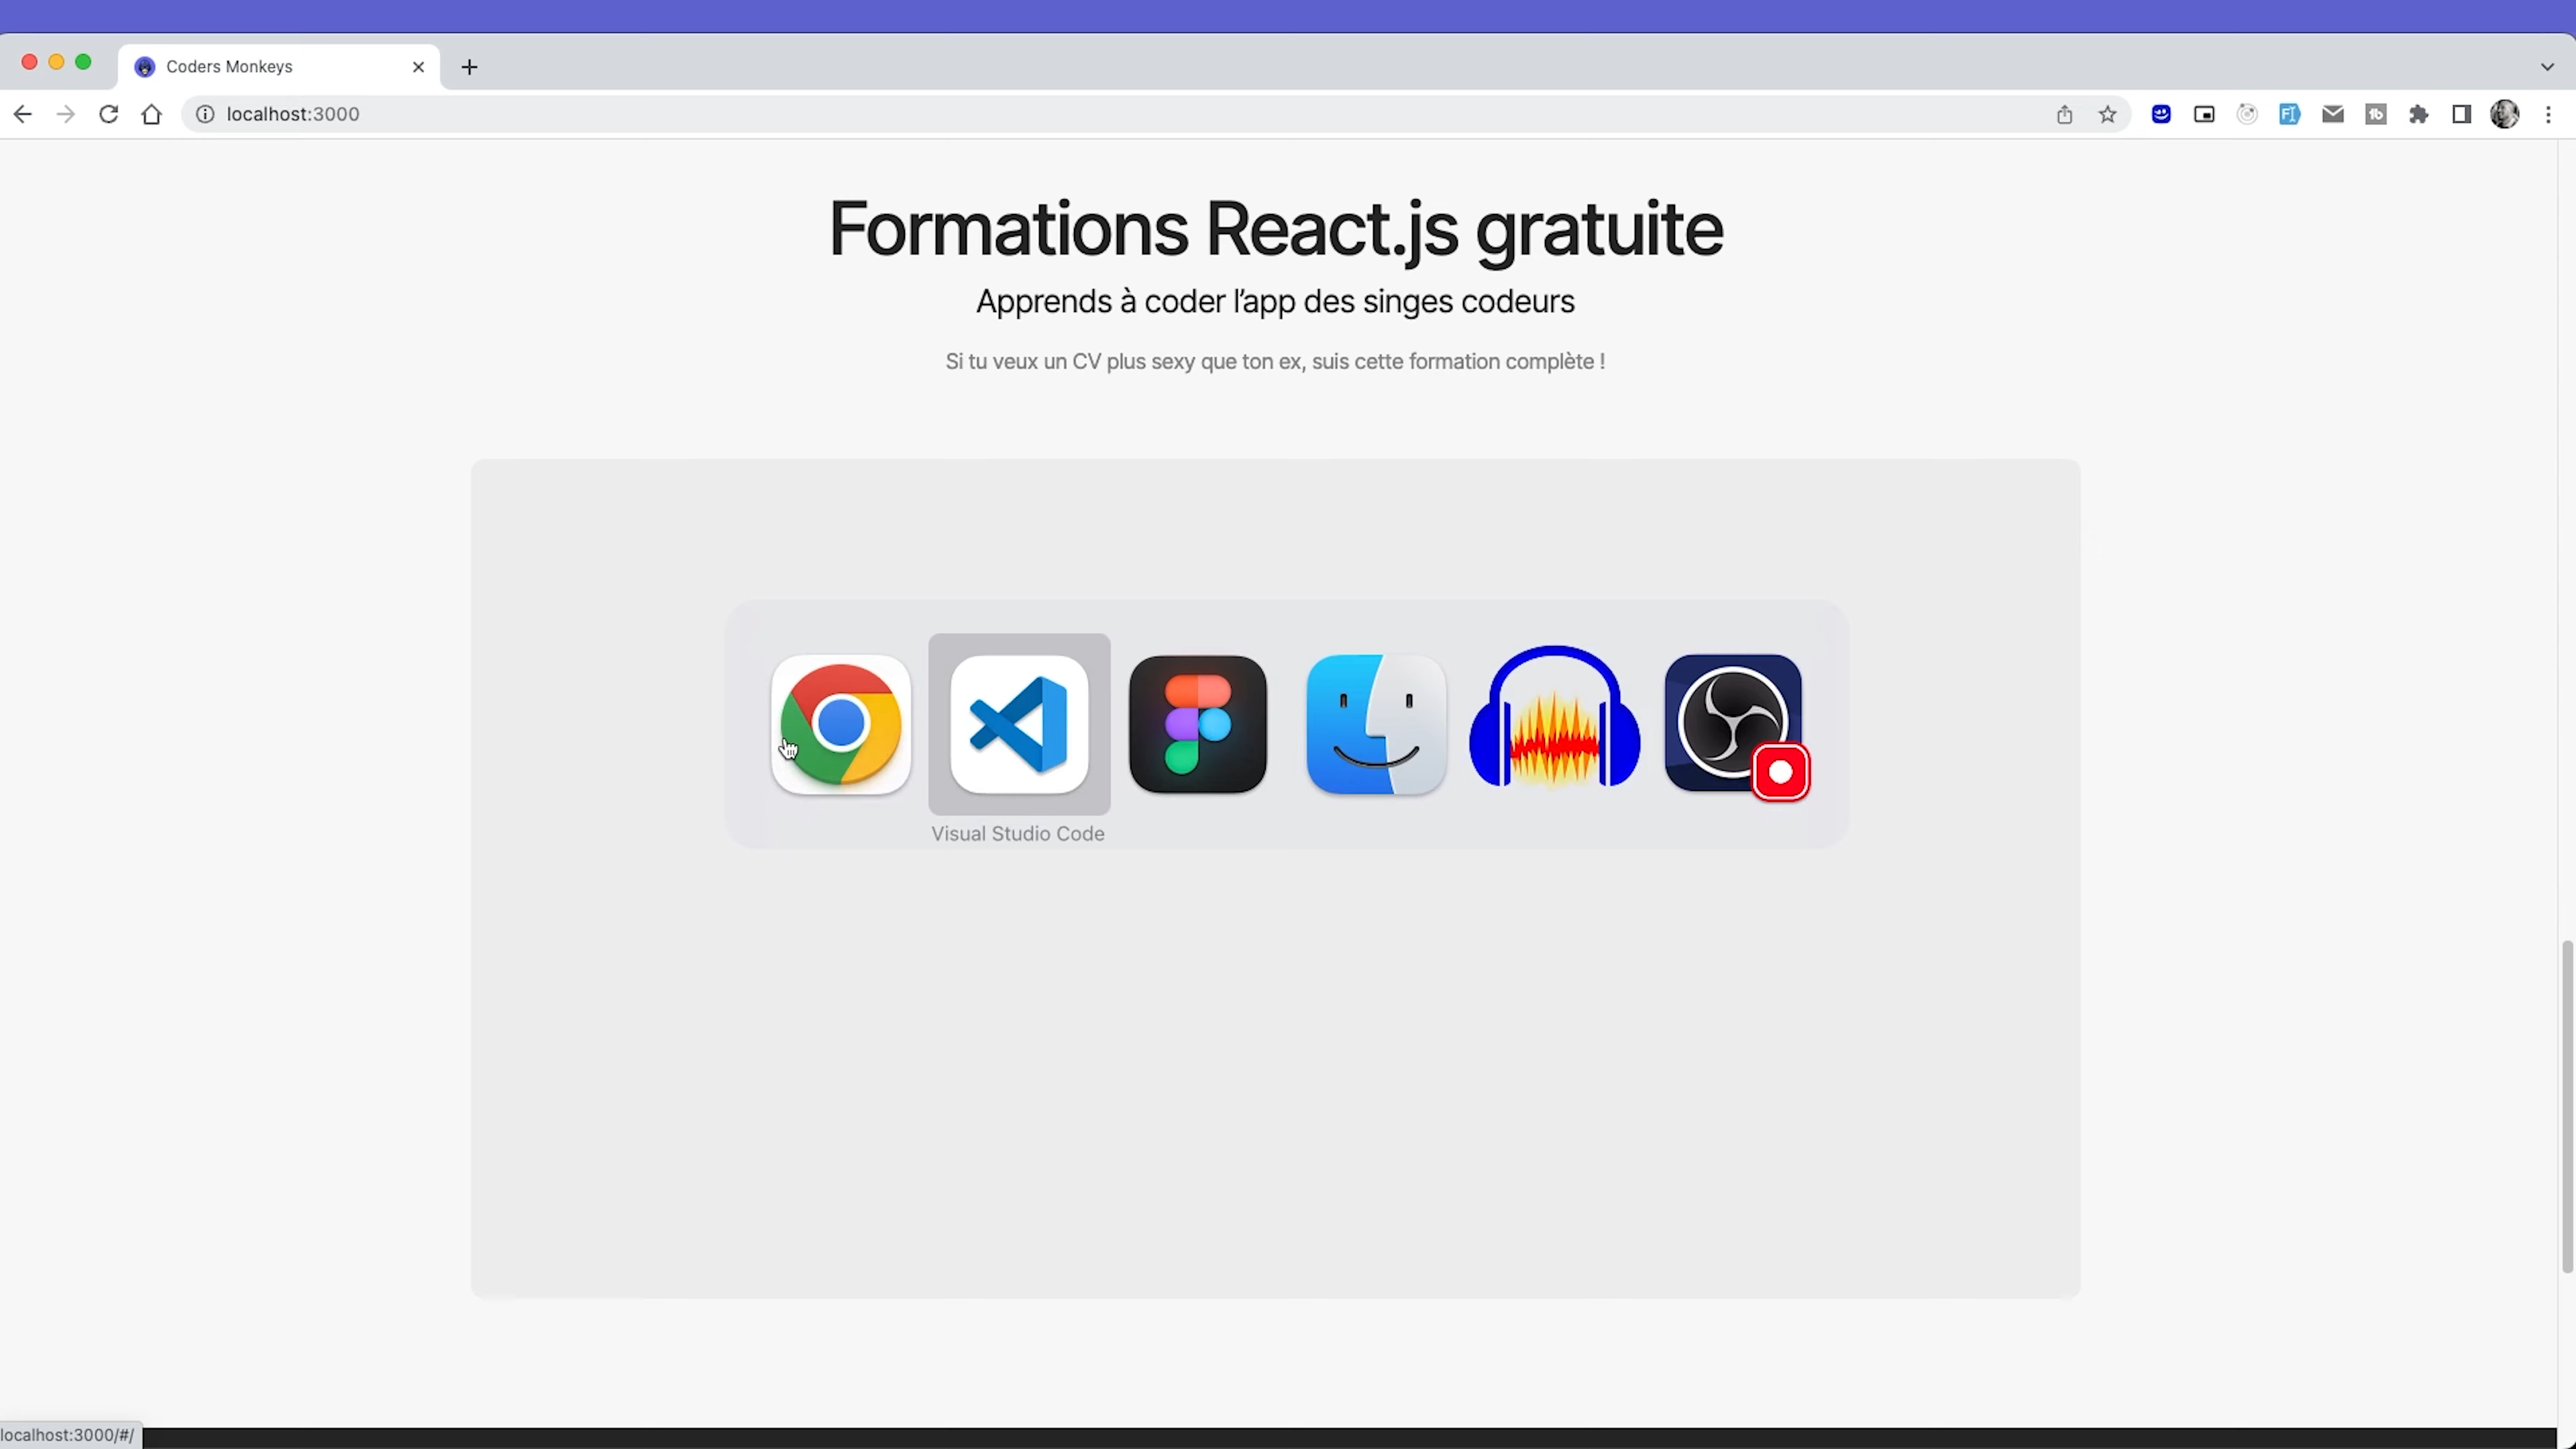 Coders Monkeys
localhost:3000
Formations React.js gratuite
Apprends à coder l’app des singes codeurs
Si tu veux un CV plus sexy que ton ex, suis cette formation complète !
Visual Studio Code
localhost:3000/#/